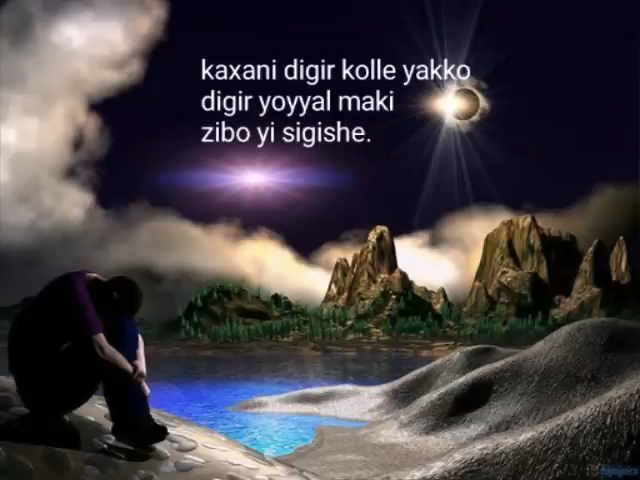 kaxani digir kolle yakko
digir yoyyal maki
zibo yi sigishe.